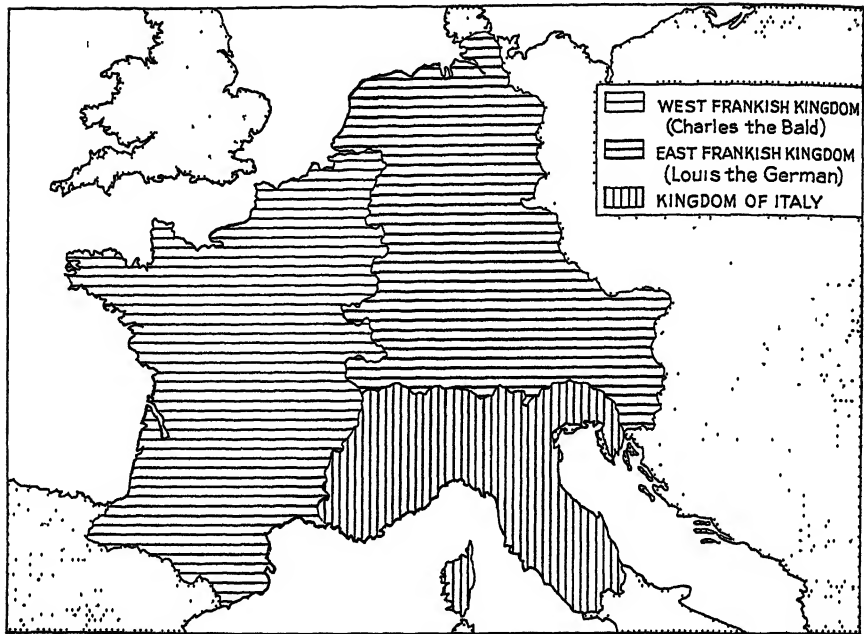 WEST FRANKISH KINGDOM
(Charles the Bald)
EAST FRANKISH KINGDOM
(Louis the German)
KINGDOM OF ITALY